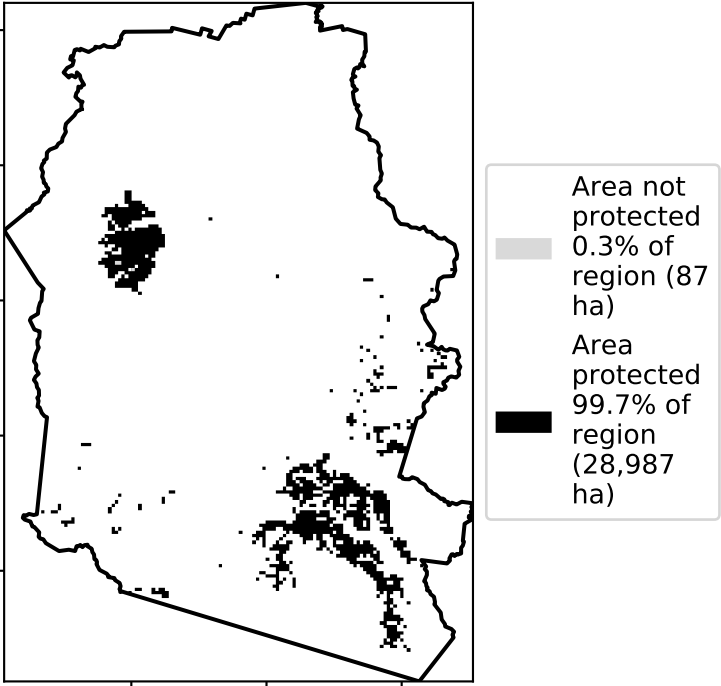 Area not
protected
0.3% of
region (87
ha)
Area
protected
99.7% of
region
(28,987
ha)